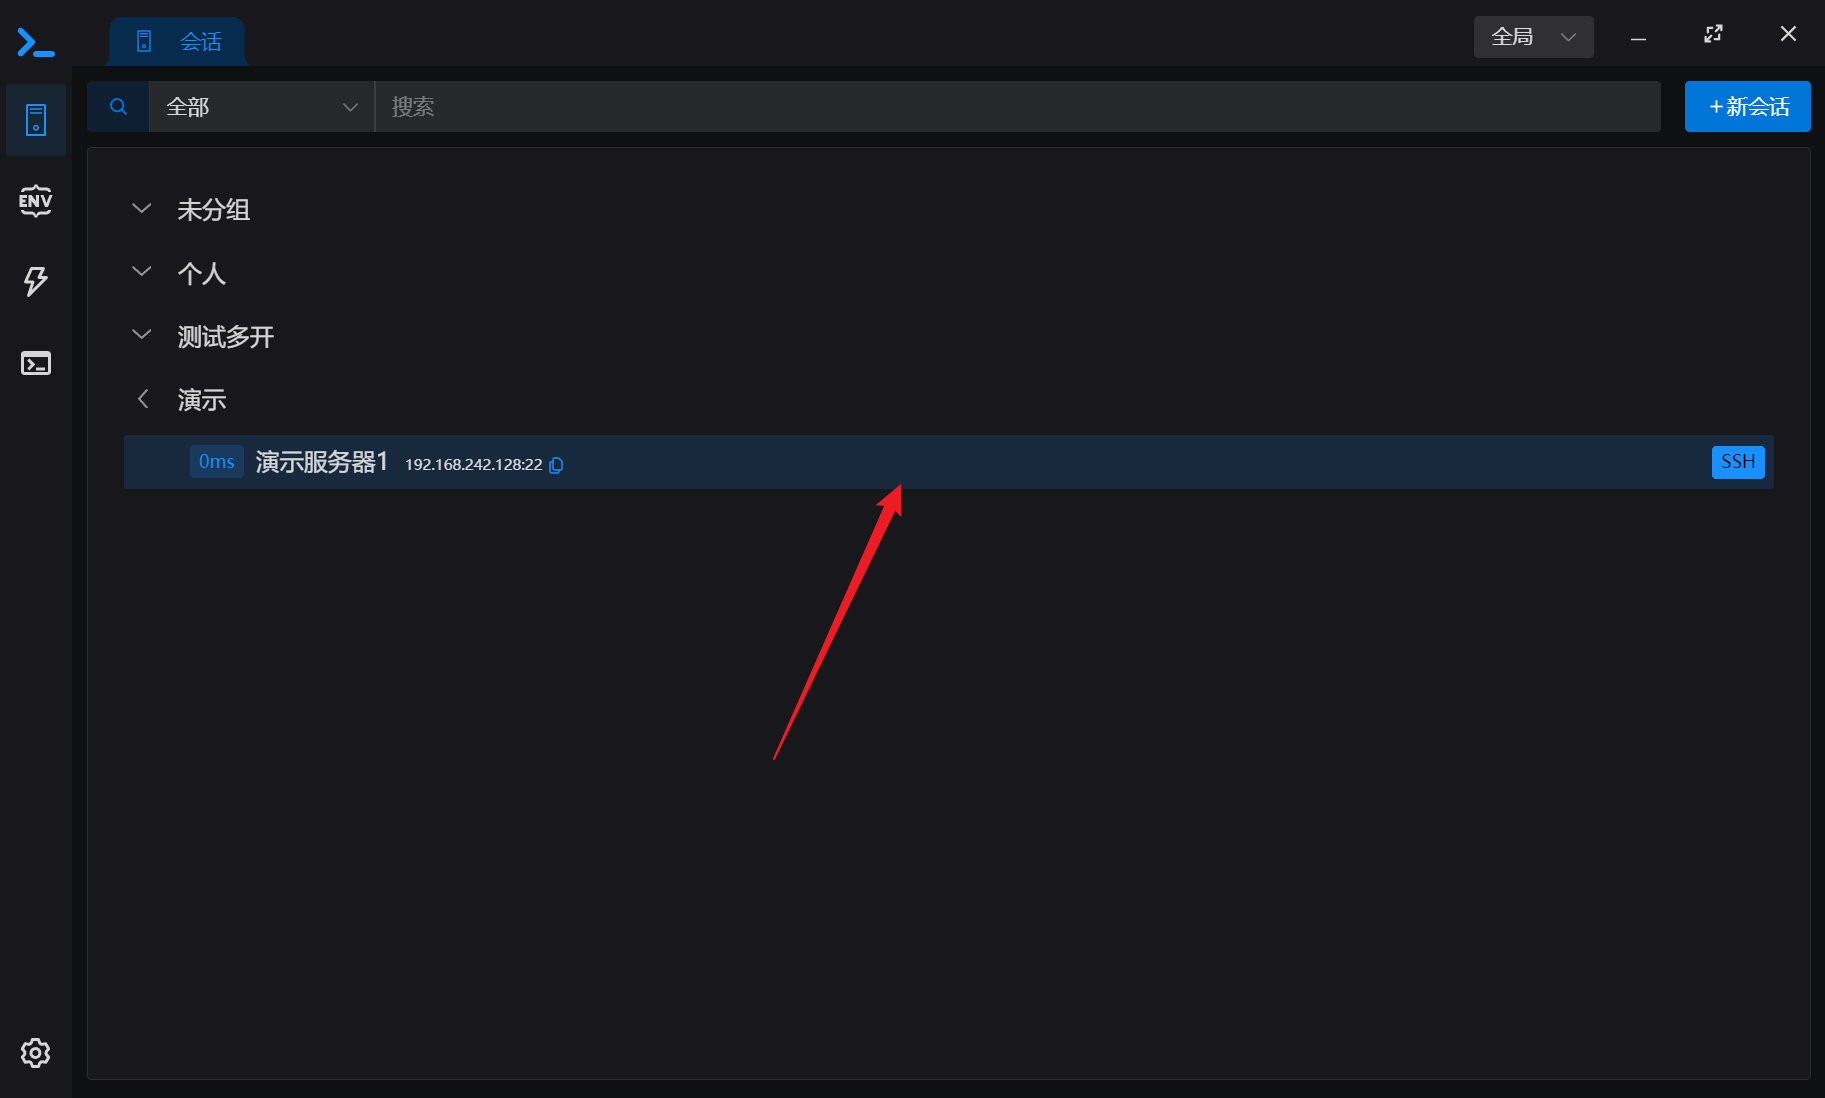 会话
全局
全部
搜索
+新会话
ENV
未分组
个人
测试多开
演示
0ms 演示服务器1 192.168.242.128:22 SSH